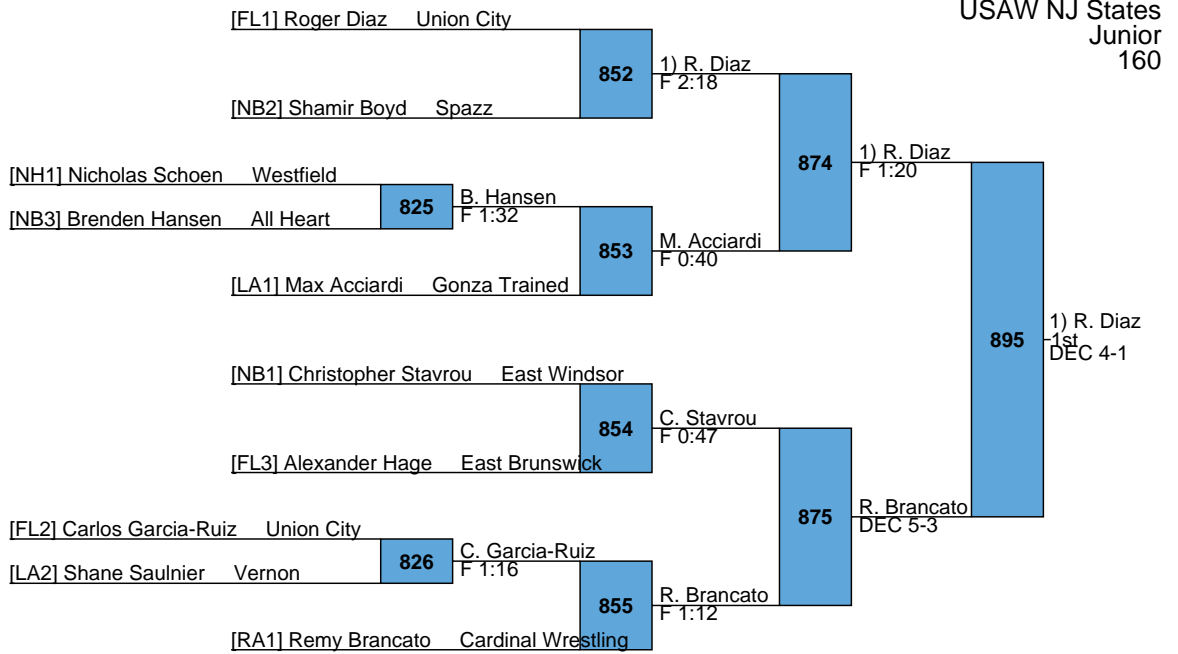 USAW NJ States
Junior
160
[FL1] Roger Diaz Union City
852
1) R. Diaz
F 2:18
[NB2] Shamir Boyd Spazz
874
1) R. Diaz
F 1:20
[NH1] Nicholas Schoen Westfield
825
B. Hansen
F 1:32
[NB3] Brenden Hansen All Heart
853
M. Acciardi
F 0:40
[LA1] Max Acciardi Gonza Trained
895
1) R. Diaz
1st
DEC 4-1
[NB1] Christopher Stavrou East Windsor
854
C. Stavrou
F 0:47
[FL3] Alexander Hage East Brunswick
875
R. Brancato
DEC 5-3
[FL2] Carlos Garcia-Ruiz Union City
826
C. Garcia-Ruiz
F 1:16
[LA2] Shane Saulnier Vernon
855
R. Brancato
F 1:12
[RA1] Remy Brancato Cardinal Wrestling